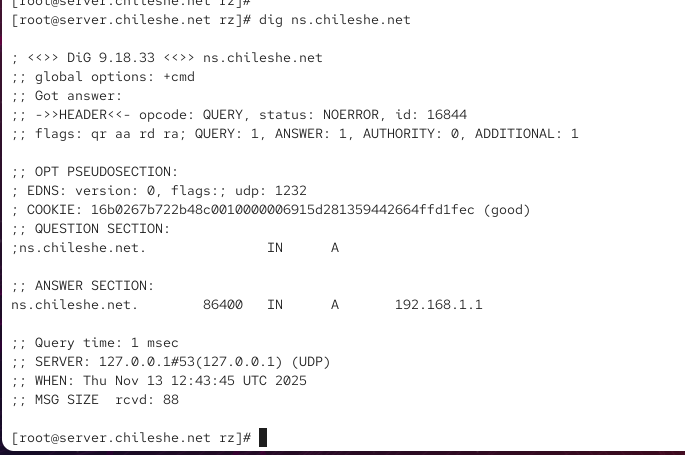 [root@server.chileshe.net rz]#
[root@server.chileshe.net rz]# dig ns.chileshe.net
; <<>> DiG 9.18.33 <<>> ns.chileshe.net
;; global options: +cmd
;; Got answer:
;; ->>HEADER<<- opcode: QUERY, status: NOERROR, id: 16844
;; flags: qr aa rd ra; QUERY: 1, ANSWER: 1, AUTHORITY: 0, ADDITIONAL: 1
;; OPT PSEUDOSECTION:
; EDNS: version: 0, flags:; udp: 1232
; COOKIE: 16b0267b722b48c0010000006915d281359442664ffd1fec (good)
;; QUESTION SECTION:
;ns.chileshe.net. IN A
;; ANSWER SECTION:
ns.chileshe.net. 86400 IN A 192.168.1.1
;; Query time: 1 msec
;; SERVER: 127.0.0.1#53(127.0.0.1) (UDP)
;; WHEN: Thu Nov 13 12:43:45 UTC 2025
;; MSG SIZE rcvd: 88
[root@server.chileshe.net rz]#